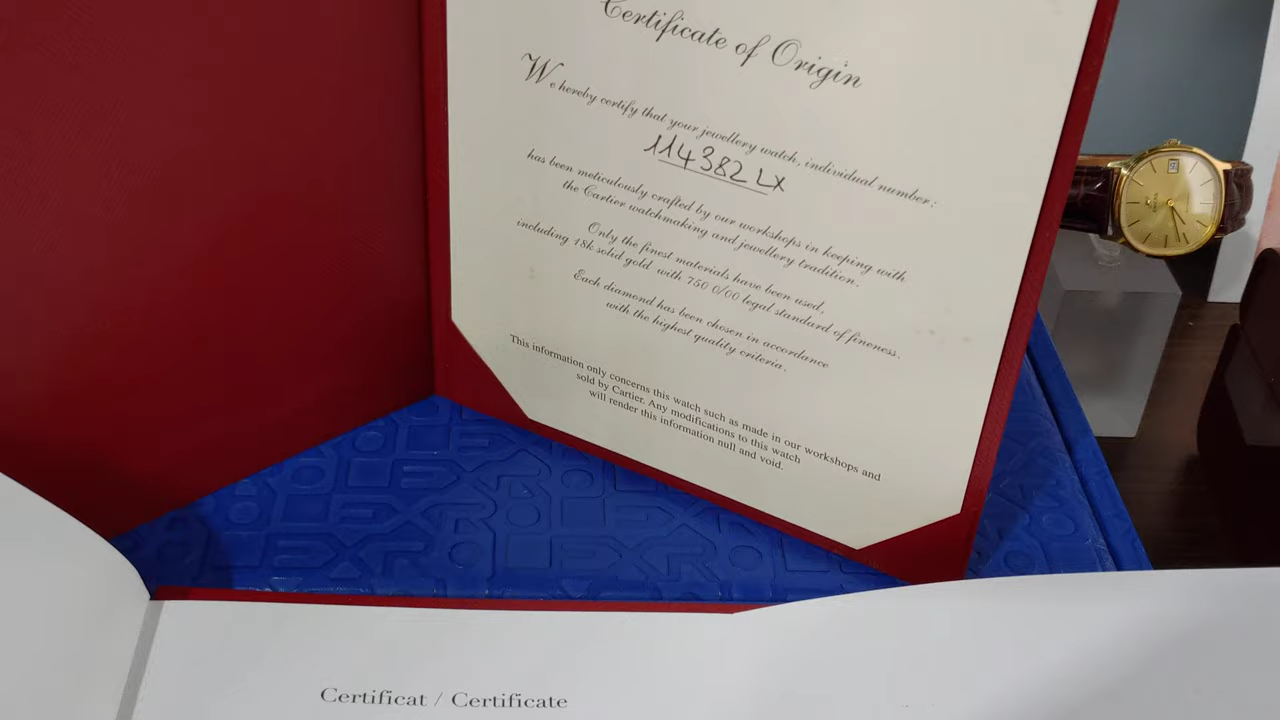 Certificate of Origin
We hereby certify that your jewellery watch, individual number:
114382 LX
has been meticulously crafted by our workshops in keeping with
the Cartier watchmaking and jewellery tradition.
Only the finest materials have been used,
including 18k solid gold with 750 0/00 legal standard of fineness.
Each diamond has been chosen in accordance
with the highest quality criteria.
This information only concerns this watch such as made in our workshops and
sold by Cartier. Any modifications to this watch
will render this information null and void.
Certificat / Certificate